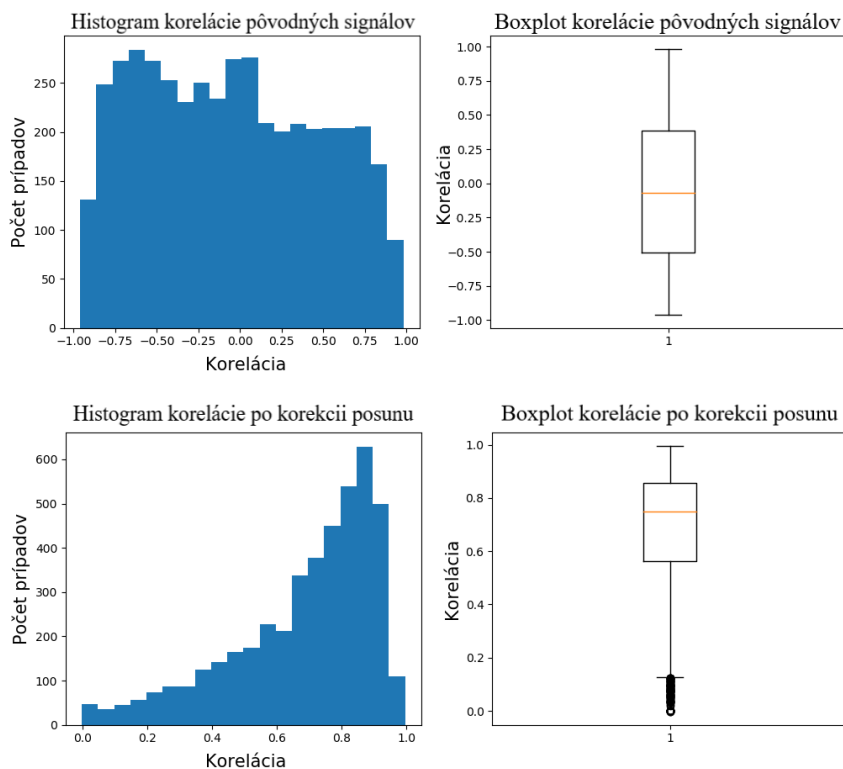 Histogram korelácie pôvodných signálov
250
200
150
100
50
0
Počet prípadov
−1.00 −0.75 −0.50 −0.25 0.00 0.25 0.50 0.75 1.00
Korelácia
Boxplot korelácie pôvodných signálov
1.00
0.75
0.50
0.25
0.00
0.25
−0.50
−0.75
−1.00
Korelácia
1
Histogram korelácie po korekcii posunu
600
500
400
300
200
100
0
Počet prípadov
0.0 0.2 0.4 0.6 0.8 1.0
Korelácia
Boxplot korelácie po korekcii posunu
1.0
0.8
0.6
0.4
0.2
0.0
Korelácia
1